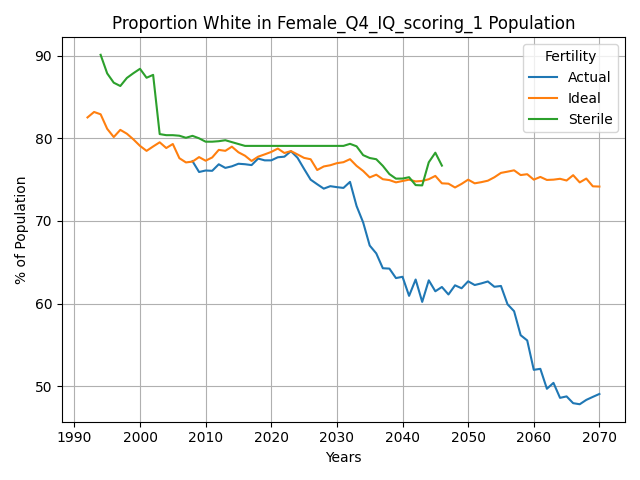 Proportion White in Female_Q4_IQ_scoring_1 Population
% of Population
90
80
70
60
50
Fertility
Actual
Ideal
Sterile
1990 2000 2010 2020 2030 2040 2050 2060 2070
Years